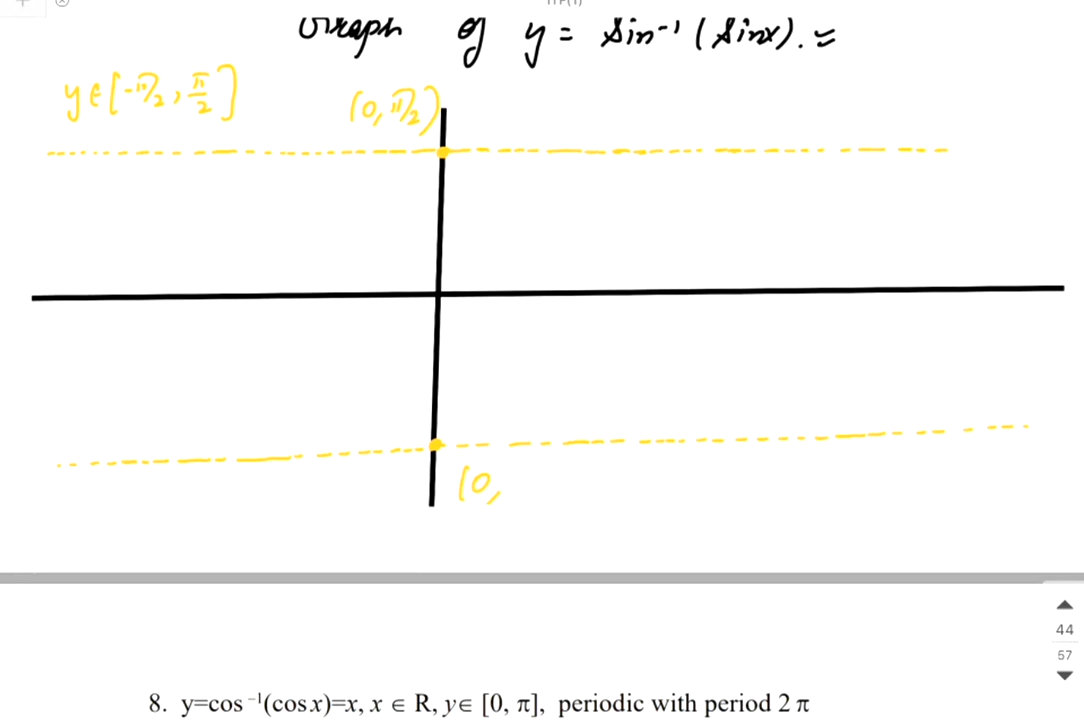 Graph of y = sin⁻¹(sinx). =
y ∈ [-π/2, π/2]
(0, π/2)
(0,
44
57
8. y=cos⁻¹(cos x)=x, x ∈ R, y∈ [0, π], periodic with period 2 π